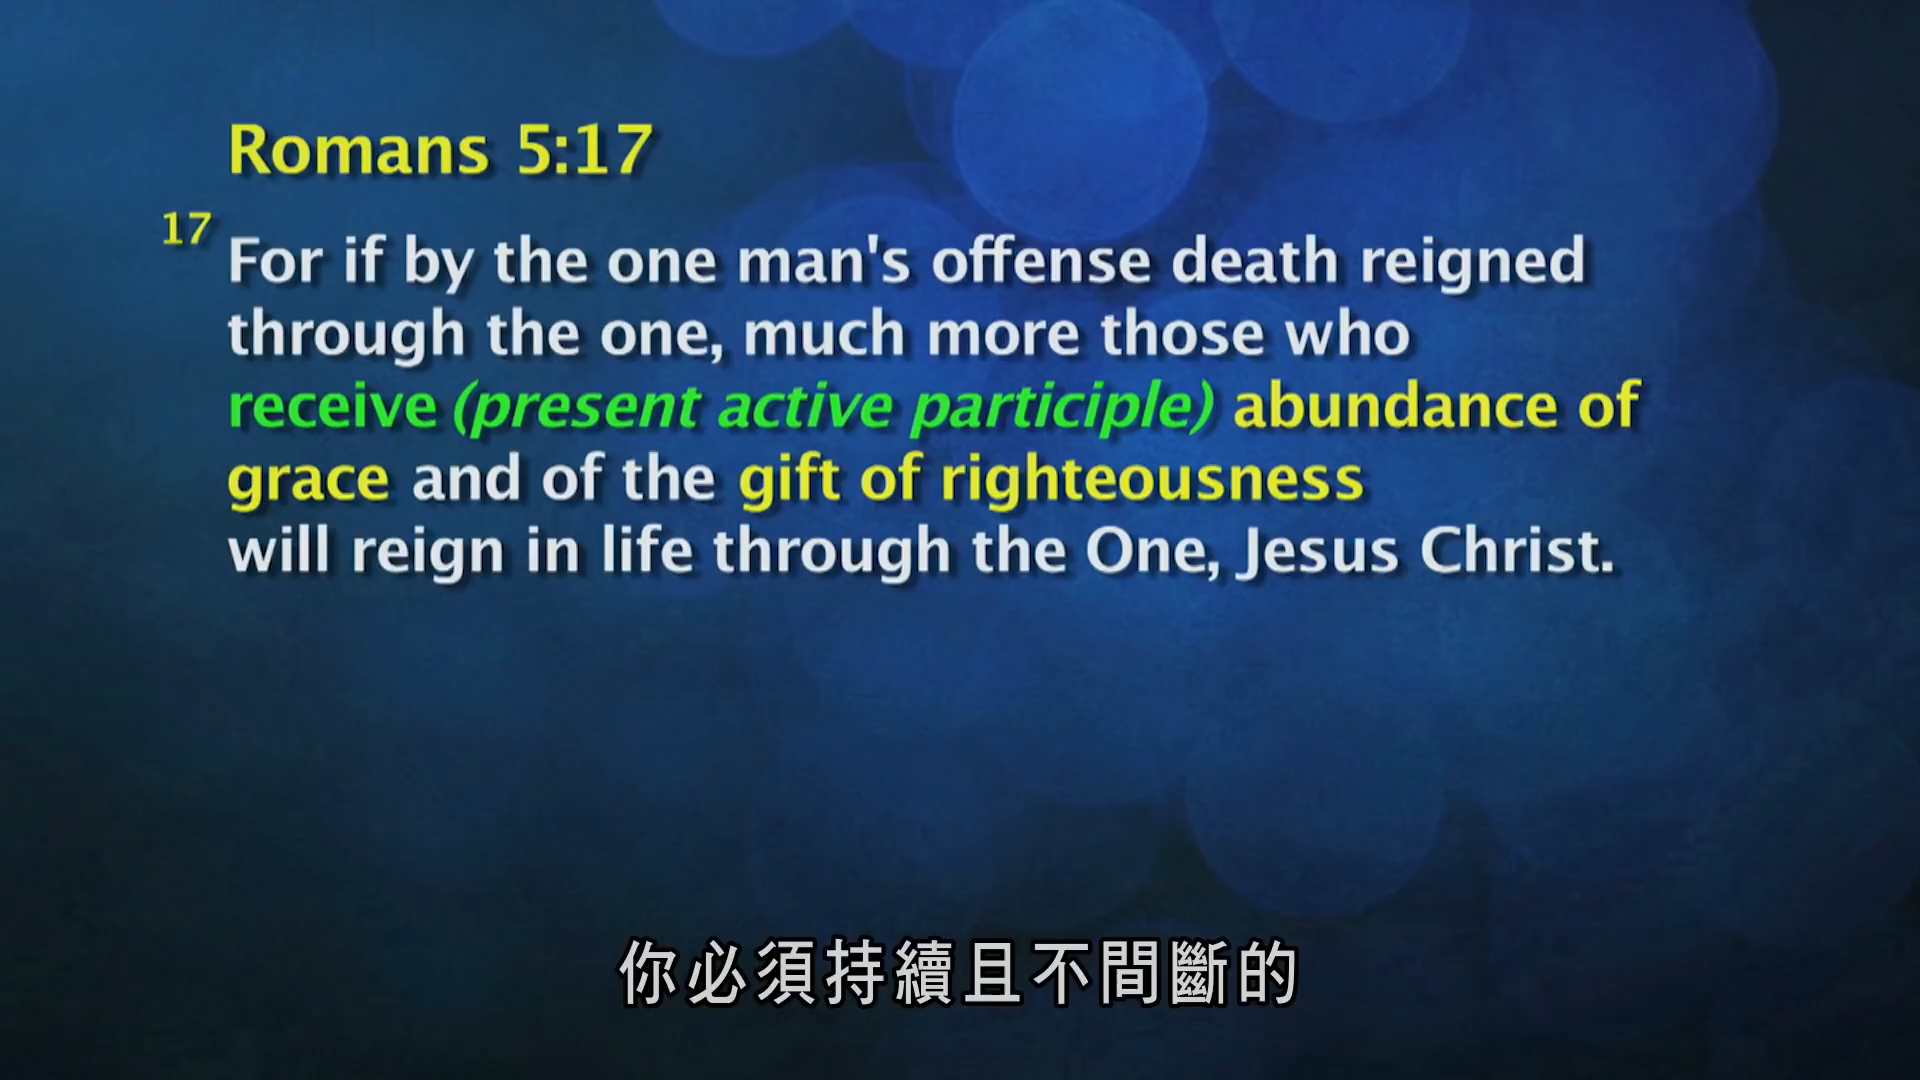 Romans 5:17
17 For if by the one man's offense death reigned
through the one, much more those who
receive (present active participle) abundance of
grace and of the gift of righteousness
will reign in life through the One, Jesus Christ.
你必須持續且不間斷的